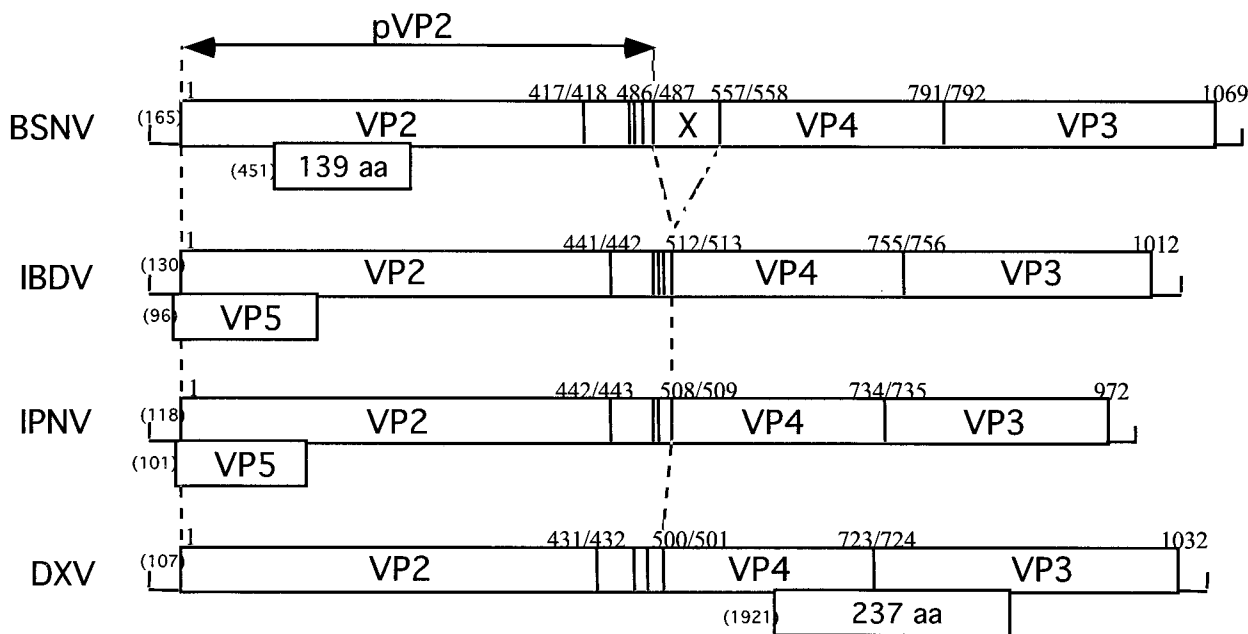 pVP2
1 417/418 486/487 557/558 791/792 1069
BSNV (165) VP2 X VP4 VP3
(451) 139 aa
1 441/442 512/513 755/756 1012
IBDV (130) VP2 VP4 VP3
(96) VP5
1 442/443 508/509 734/735 972
IPNV (118) VP2 VP4 VP3
(101) VP5
1 431/432 500/501 723/724 1032
DXV (107) VP2 VP4 VP3
(1921) 237 aa